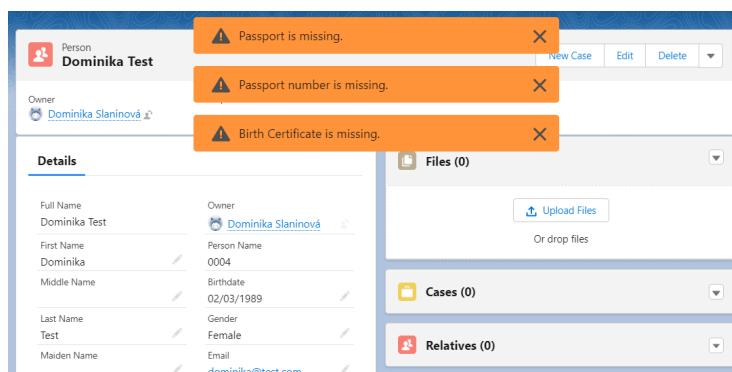 Passport is missing.
Passport number is missing.
Birth Certificate is missing.
Person
Dominika Test
New Case
Edit
Delete
Owner
Dominika Slaninová
Details
Full Name
Dominika Test
Owner
Dominika Slaninová
First Name
Dominika
Person Name
0004
Middle Name
Birthdate
02/03/1989
Last Name
Test
Gender
Female
Maiden Name
Email
dominika@test.com
Files (0)
Upload Files
Or drop files
Cases (0)
Relatives (0)